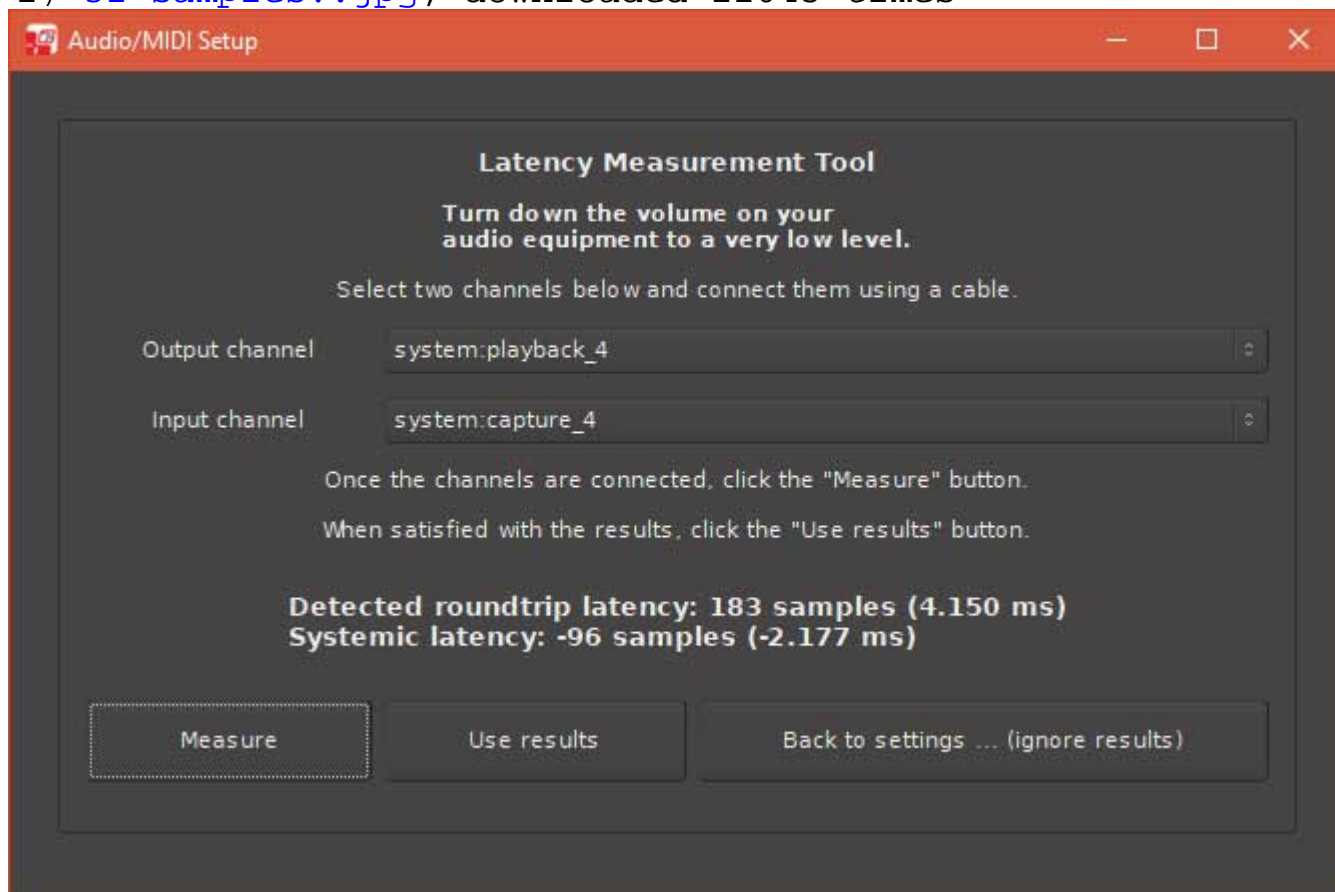 Audio/MIDI Setup
Latency Measurement Tool
Turn down the volume on your
audio equipment to a very low level.
Select two channels below and connect them using a cable.
Output channel system:playback_4
Input channel system:capture_4
Once the channels are connected, click the "Measure" button.
When satisfied with the results, click the "Use results" button.
Detected roundtrip latency: 183 samples (4.150 ms)
Systemic latency: -96 samples (-2.177 ms)
Measure Use results Back to settings ... (ignore results)